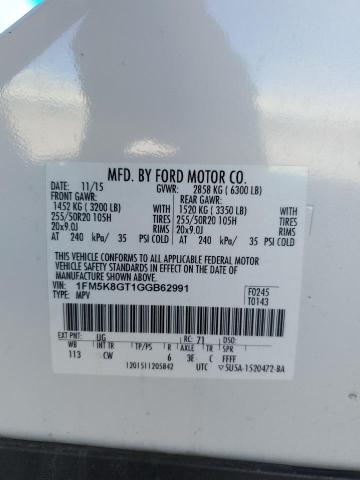 MFD. BY FORD MOTOR CO.
DATE: 11/15 GVWR: 2858 KG ( 6300 LB)
FRONT GAWR: REAR GAWR:
1452 KG ( 3200 LB) 1520 KG ( 3350 LB)
255/50R20 105H TIRES 255/50R20 105H TIRES
20x9.0J RIMS 20x9.0J RIMS
AT 240 kPa/ 35 PSI COLD AT 240 kPa/ 35 PSI COLD
THIS VEHICLE CONFORMS TO ALL APPLICABLE FEDERAL MOTOR
VEHICLE SAFETY AND THEFT PREVENTION STANDARDS IN EFFECT ON THE DATE OF
MANUFACTURE SHOWN ABOVE.
VIN: 1FM5K8GT1GGB62991 F0245
TYPE: MPV T0143
EXT PNT: UG RC: 71 DSO:
WB INT TR TP/PS R AXLE TR SPR
113 CW 6 3E C FFFF
1201511205842 UTC 5U5A-1520472-BA